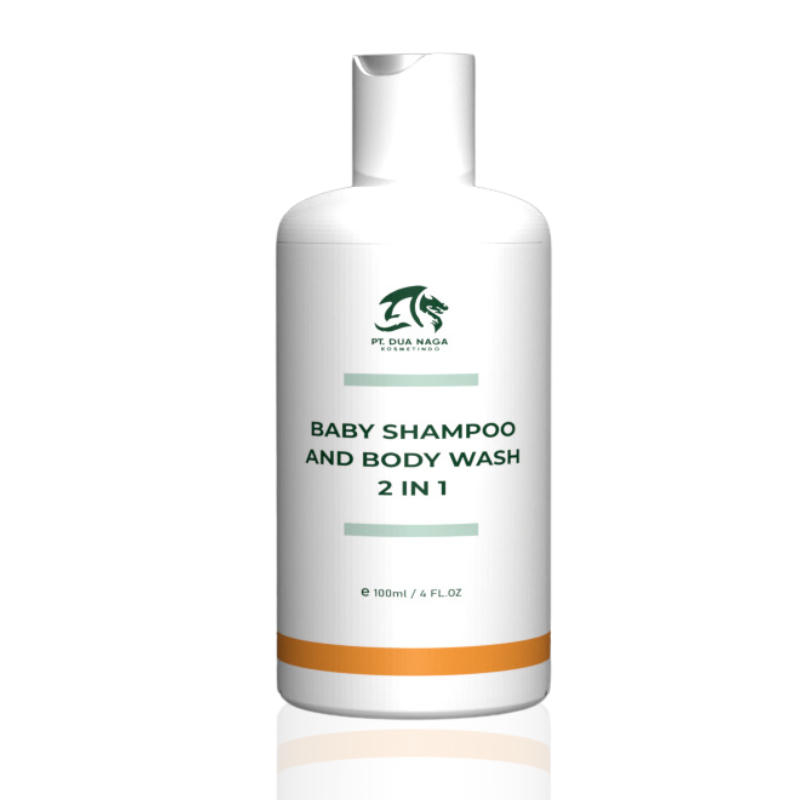 PT. DUA NAGA
KOSMETINDO
BABY SHAMPOO
AND BODY WASH
2 IN 1
e 100ml / 4 FL.OZ